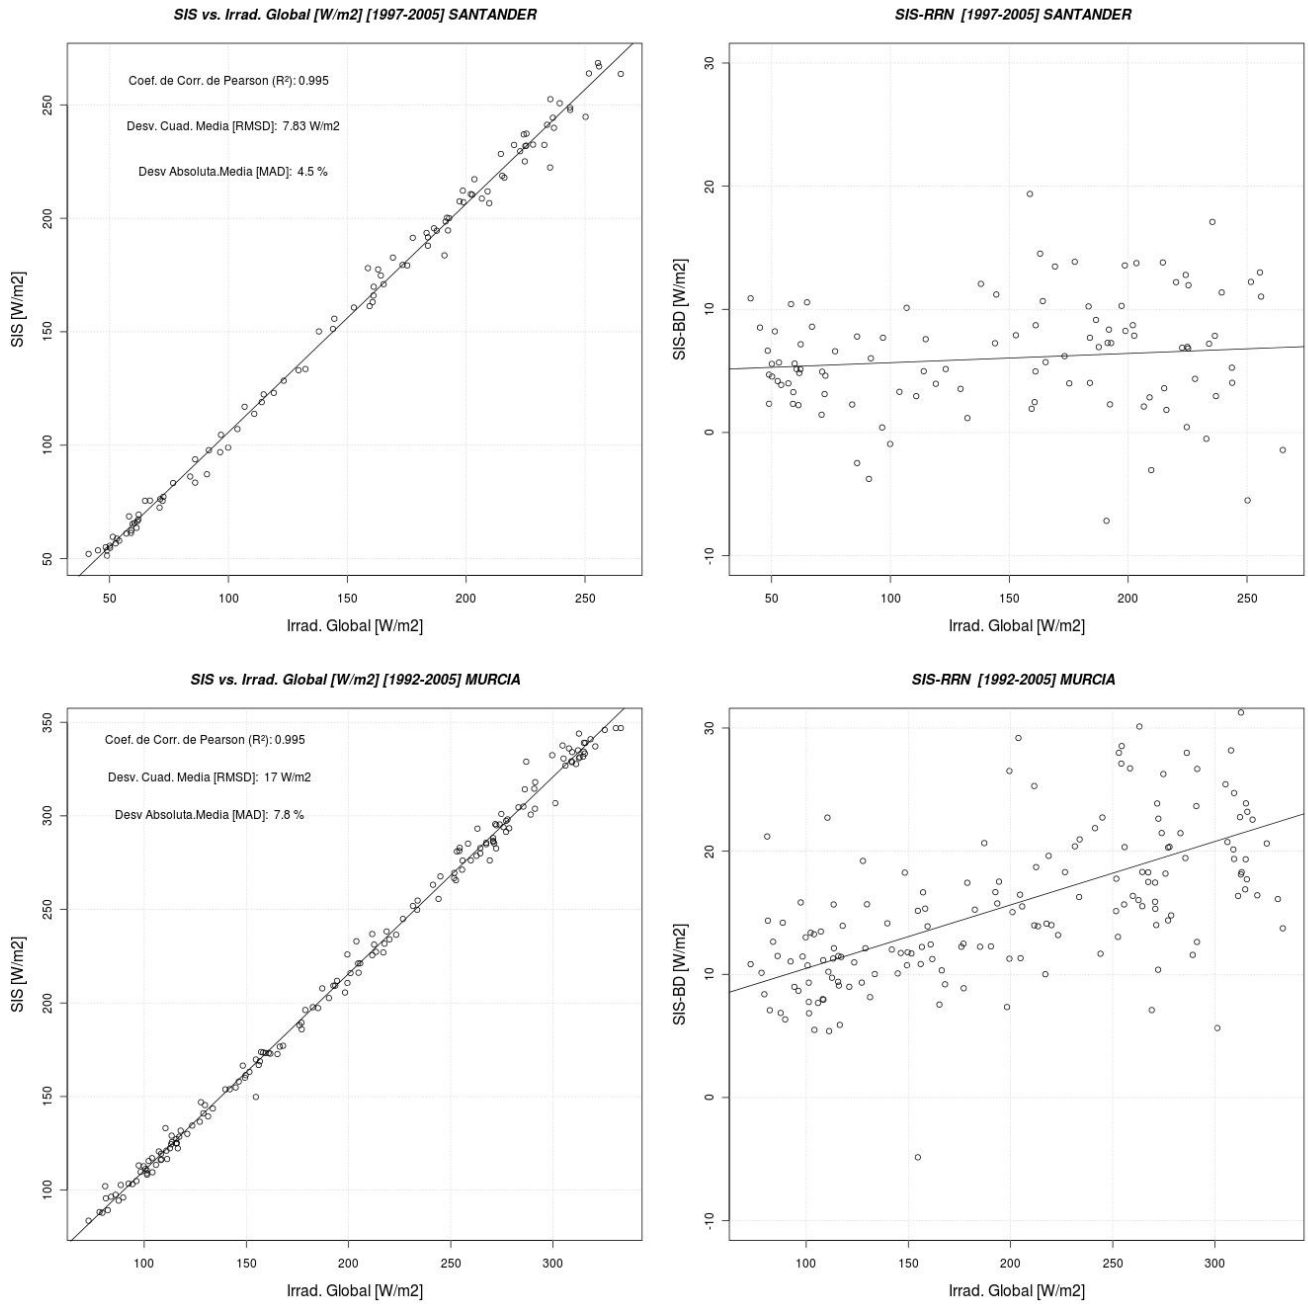 SIS vs. Irrad. Global [W/m2] [1997-2005] SANTANDER
Coef. de Corr. de Pearson (R²): 0.995
Desv. Cuad. Media [RMSD]: 7.83 W/m2
Desv Absoluta.Media [MAD]: 4.5 %
SIS [W/m2]
250
200
150
100
50
50 100 150 200 250
Irrad. Global [W/m2]
SIS-RRN [1997-2005] SANTANDER
SIS-BD [W/m2]
30
20
10
0
-10
50 100 150 200 250
Irrad. Global [W/m2]
SIS vs. Irrad. Global [W/m2] [1992-2005] MURCIA
Coef. de Corr. de Pearson (R²): 0.995
Desv. Cuad. Media [RMSD]: 17 W/m2
Desv Absoluta.Media [MAD]: 7.8 %
SIS [W/m2]
350
300
250
200
150
100
100 150 200 250 300
Irrad. Global [W/m2]
SIS-RRN [1992-2005] MURCIA
SIS-BD [W/m2]
30
20
10
0
-10
100 150 200 250 300
Irrad. Global [W/m2]